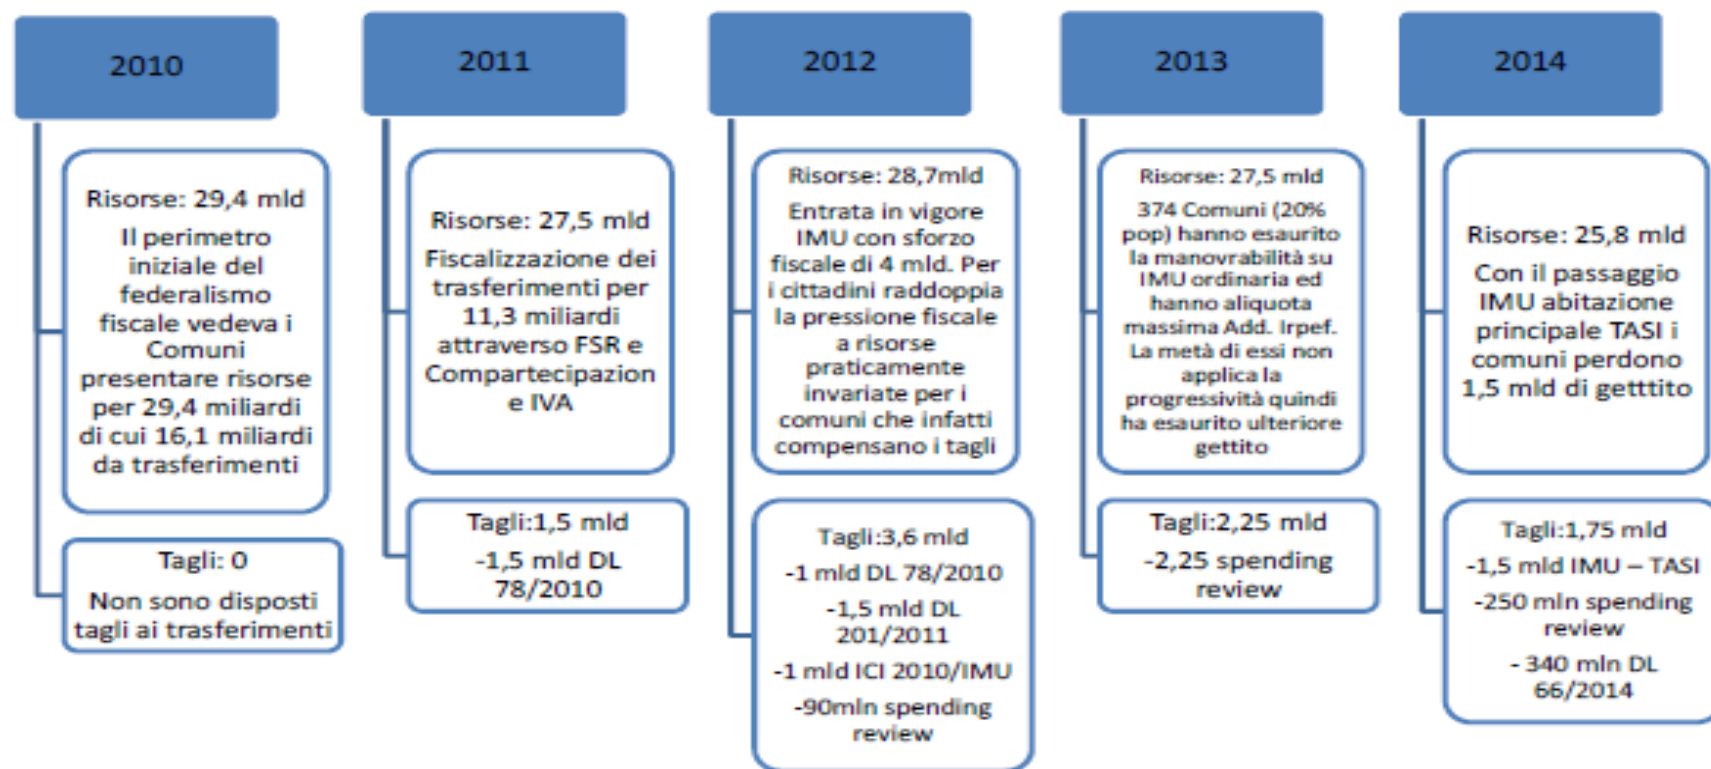 2010
Risorse: 29,4 mld
Il perimetro
iniziale del
federalismo
fiscale vedeva i
Comuni
presentare risorse
per 29,4 miliardi
di cui 16,1 miliardi
da trasferimenti
Tagli: 0
Non sono disposti
tagli ai trasferimenti
2011
Risorse: 27,5 mld
Fiscalizzazione dei
trasferimenti per
11,3 miliardi
attraverso FSR e
Compartecipazion
e IVA
Tagli:1,5 mld
-1,5 mld DL
78/2010
2012
Risorse: 28,7mld
Entrata in vigore
IMU con sforzo
fiscale di 4 mld. Per
i cittadini raddoppia
la pressione fiscale
a risorse
praticamente
invariate per i
comuni che infatti
compensano i tagli
Tagli:3,6 mld
-1 mld DL 78/2010
-1,5 mld DL
201/2011
-1 mld ICI 2010/IMU
-90mln spending
review
2013
Risorse: 27,5 mld
374 Comuni (20%
pop) hanno esaurito
la manovrabilità su
IMU ordinaria ed
hanno aliquota
massima Add. Irpef.
La metà di essi non
applica la
progressività quindi
ha esaurito ulteriore
gettito
Tagli:2,25 mld
-2,25 spending
review
2014
Risorse: 25,8 mld
Con il passaggio
IMU abitazione
principale TASI i
comuni perdono
1,5 mld di getttito
Tagli:1,75 mld
-1,5 mld IMU – TASI
-250 mln spending
review
- 340 mln DL
66/2014